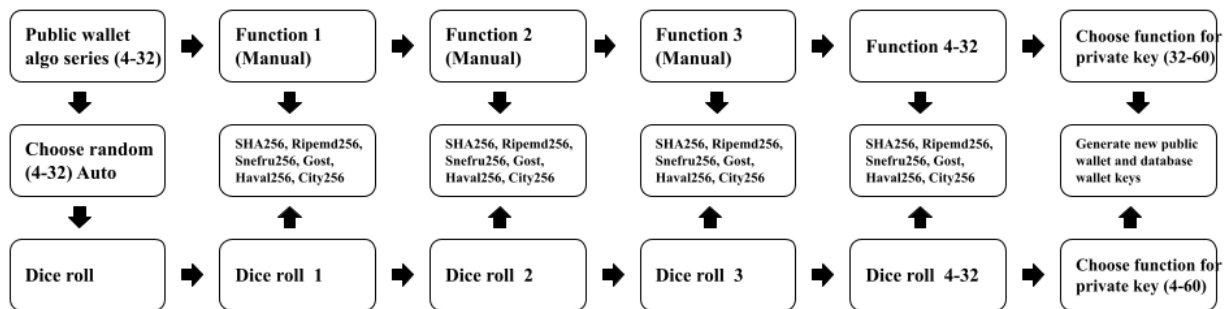 Public wallet
algo series (4-32)
Function 1
(Manual)
Function 2
(Manual)
Function 3
(Manual)
Function 4-32
Choose function for
private key (32-60)
Choose random
(4-32) Auto
SHA256, Ripemd256,
Snefru256, Gost,
Haval256, City256
SHA256, Ripemd256,
Snefru256, Gost,
Haval256, City256
SHA256, Ripemd256,
Snefru256, Gost,
Haval256, City256
SHA256, Ripemd256,
Snefru256, Gost,
Haval256, City256
Generate new public
wallet and database
wallet keys
Dice roll
Dice roll 1
Dice roll 2
Dice roll 3
Dice roll 4-32
Choose function for
private key (4-60)